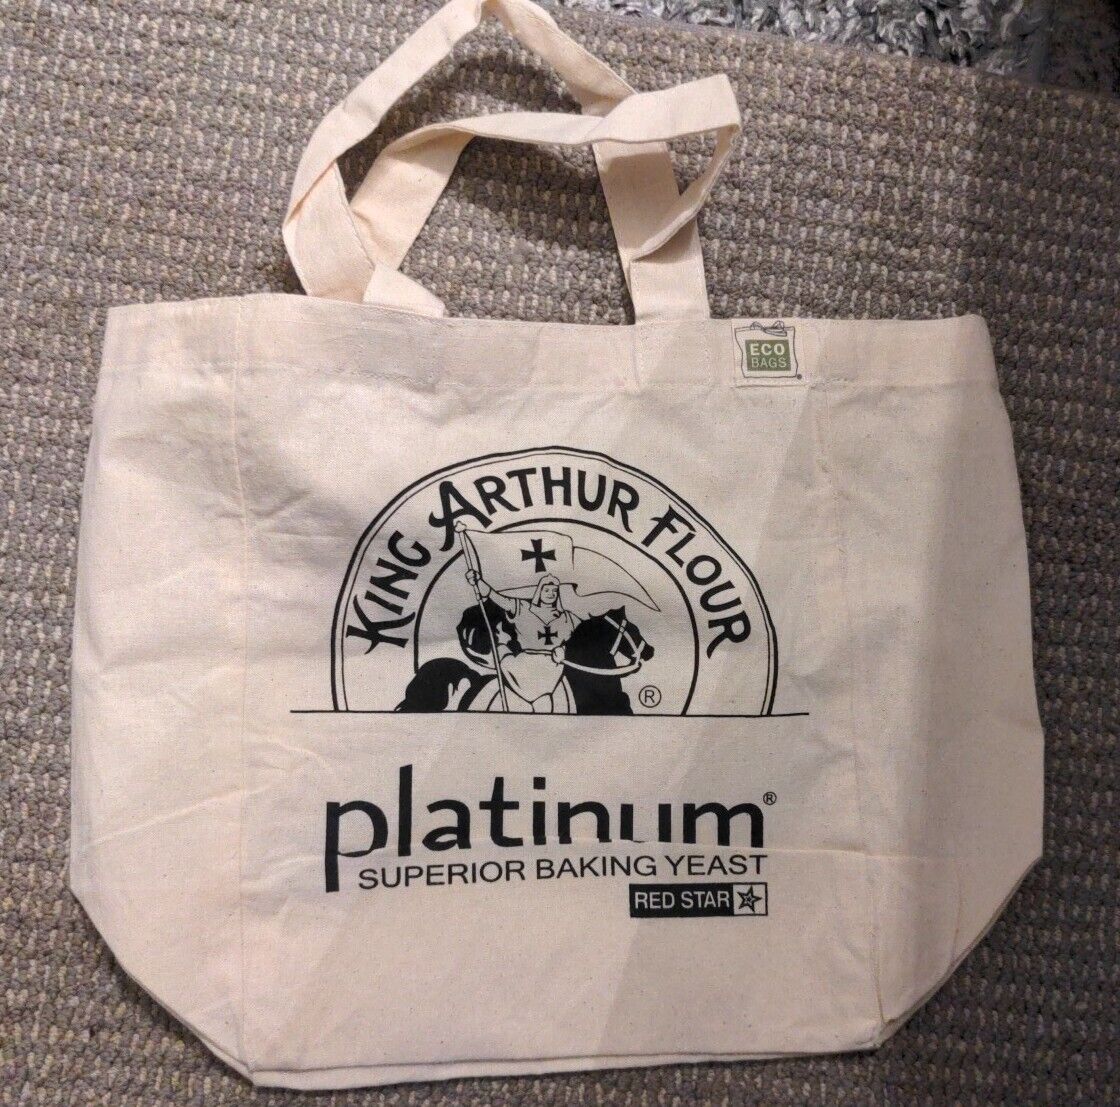 ECO
BAGS
KING ARTHUR FLOUR
®
platinum®
SUPERIOR BAKING YEAST
RED STAR